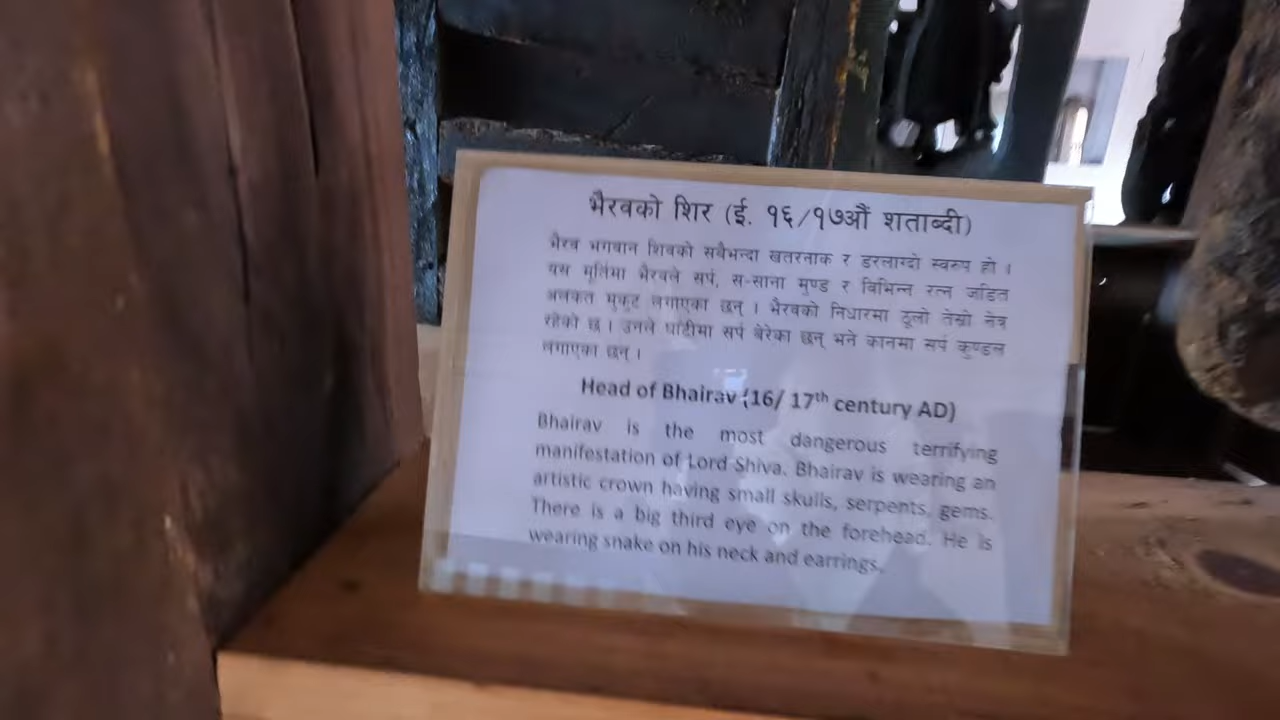 भैरवको शिर (ई. १६/१७औं शताब्दी)
भैरव भगवान शिवको सबैभन्दा खतरनाक र डरलाग्दो स्वरुप हो ।
यस मूर्तिमा भैरवले सर्प, स-साना मुण्ड र विभिन्न रत्न जडित
अलंकृत मुकुट लगाएका छन् । भैरवको निधारमा ठूलो तेस्रो नेत्र
रहेको छ । उनले घाँटीमा सर्प बेरेका छन् भने कानमा सर्प कुण्डल
लगाएका छन् ।
Head of Bhairav (16/ 17th century AD)
Bhairav is the most dangerous terrifying
manifestation of Lord Shiva. Bhairav is wearing an
artistic crown having small skulls, serpents, gems.
There is a big third eye on the forehead. He is
wearing snake on his neck and earrings.